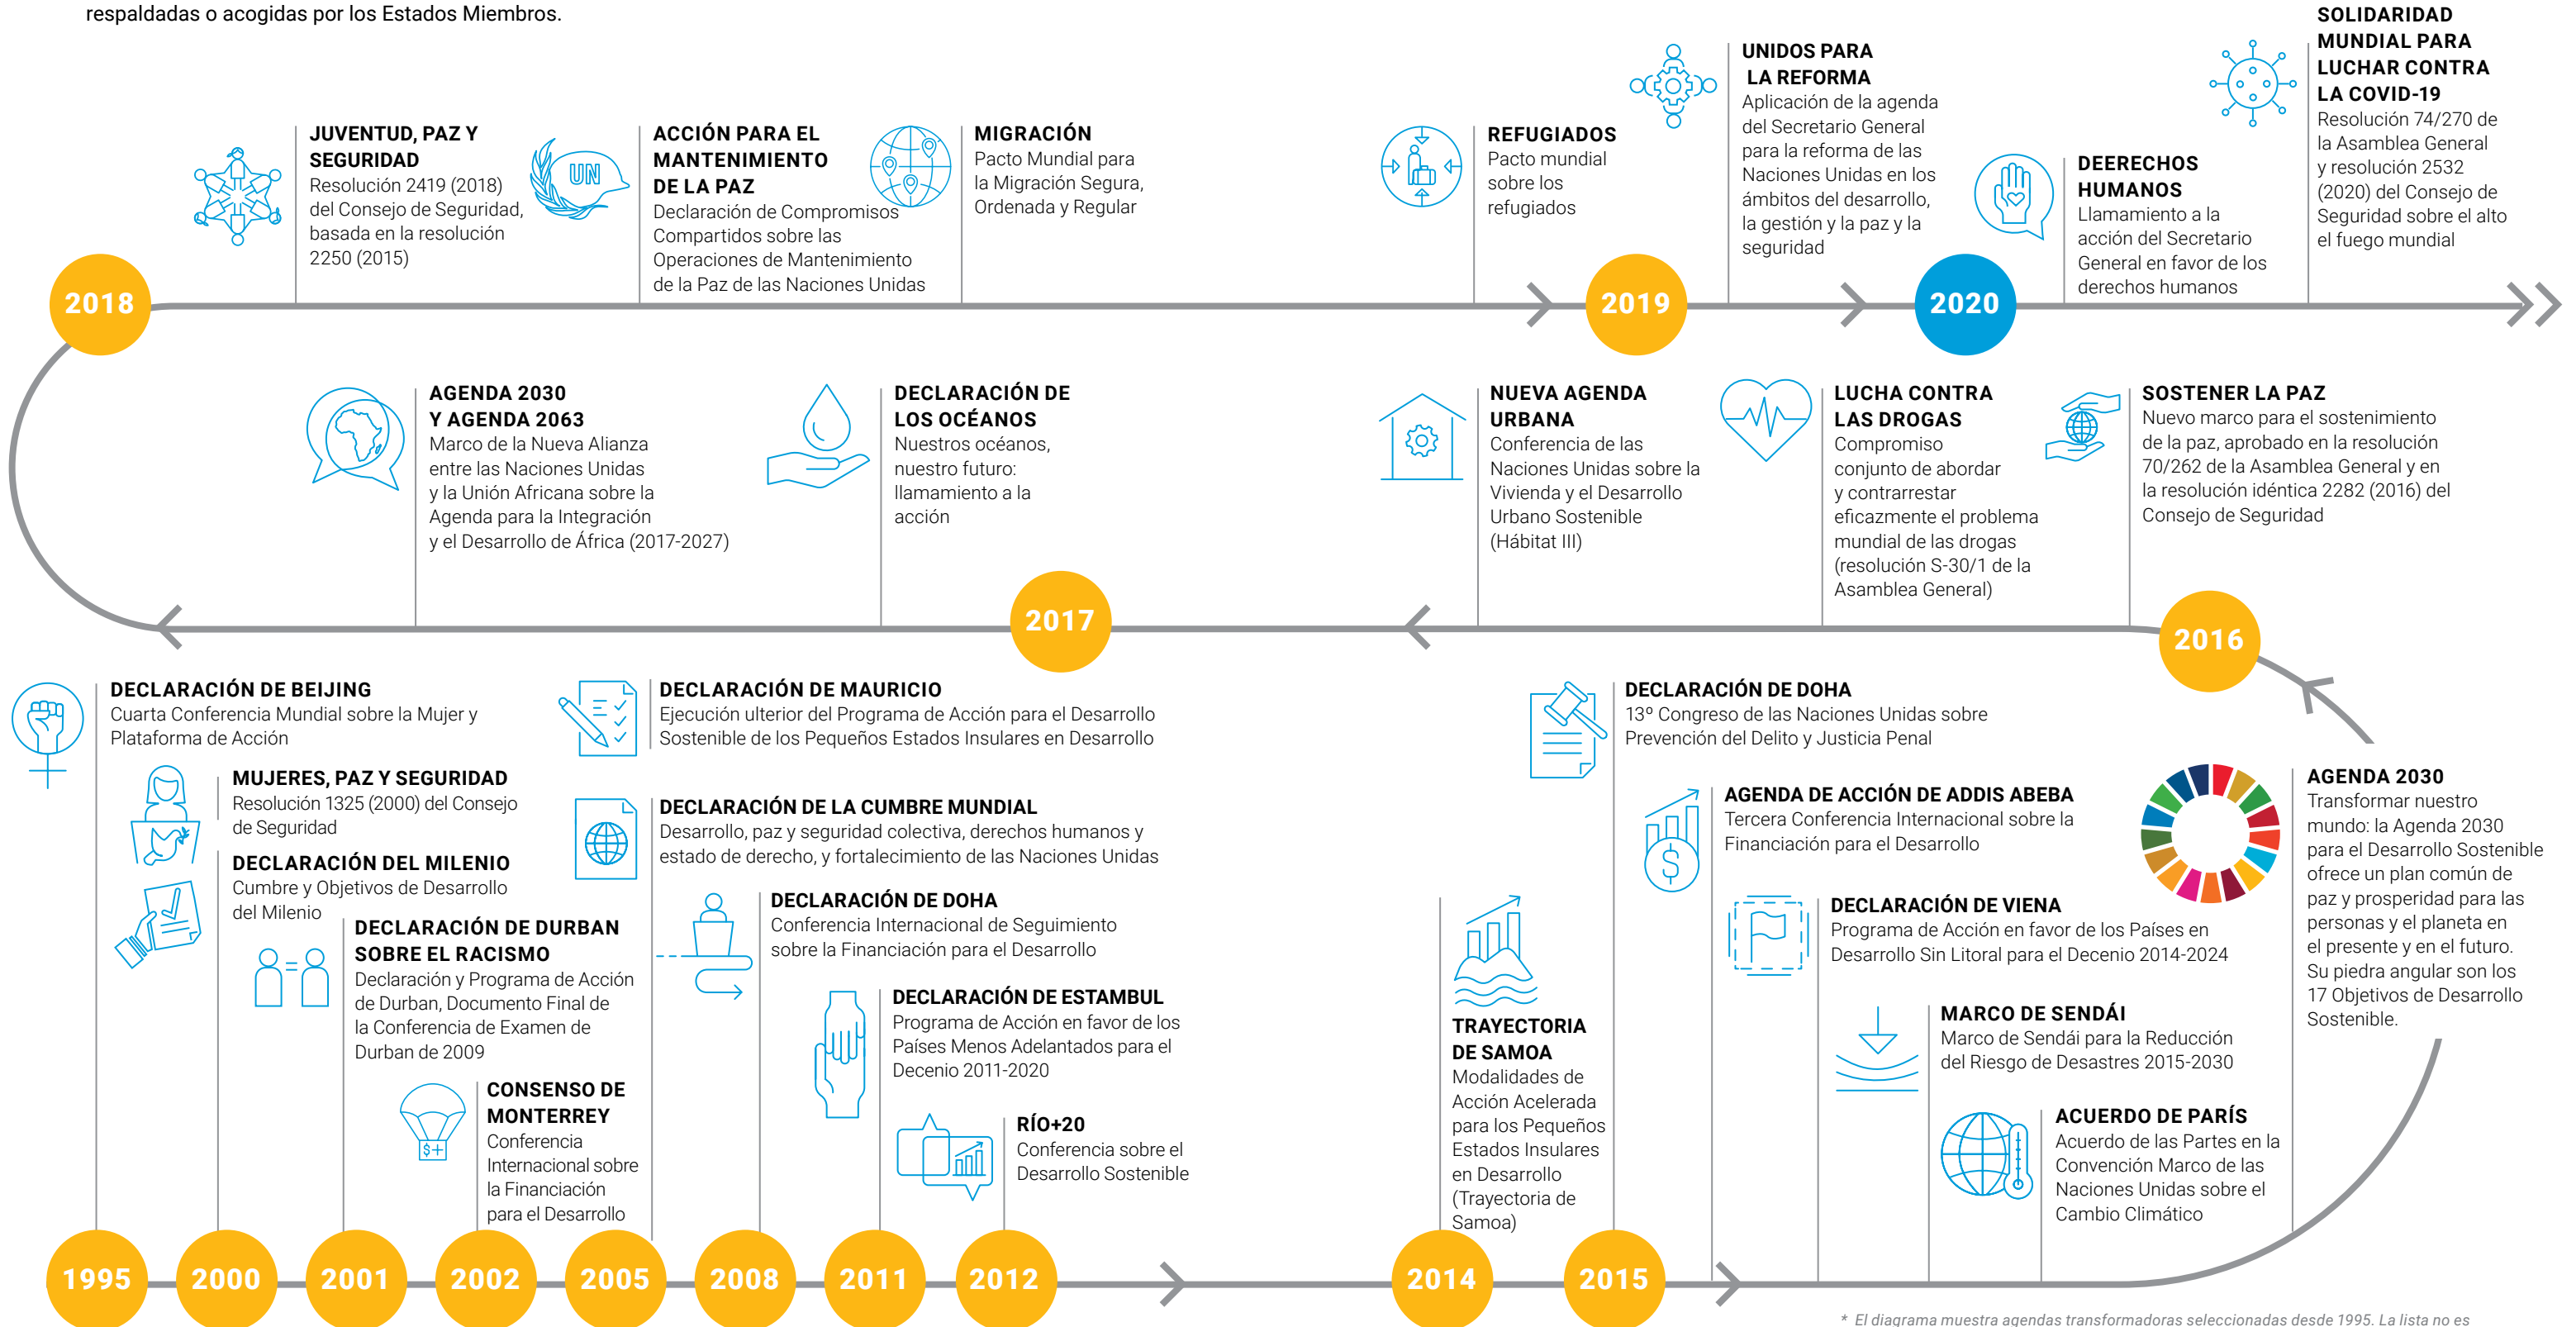 respaldadas o acogidas por los Estados Miembros.
JUVENTUD, PAZ Y
SEGURIDAD
Resolución 2419 (2018)
del Consejo de Seguridad,
basada en la resolución
2250 (2015)
UN
ACCIÓN PARA EL
MANTENIMIENTO
DE LA PAZ
Declaración de Compromisos
Compartidos sobre las
Operaciones de Mantenimiento
de la Paz de las Naciones Unidas
MIGRACIÓN
Pacto Mundial para
la Migración Segura,
Ordenada y Regular
REFUGIADOS
Pacto mundial
sobre los
refugiados
UNIDOS PARA
LA REFORMA
Aplicación de la agenda
del Secretario General
para la reforma de las
Naciones Unidas en los
ámbitos del desarrollo,
la gestión y la paz y la
seguridad
DEERECHOS
HUMANOS
Llamamiento a la
acción del Secretario
General en favor de los
derechos humanos
SOLIDARIDAD
MUNDIAL PARA
LUCHAR CONTRA
LA COVID-19
Resolución 74/270 de
la Asamblea General
y resolución 2532
(2020) del Consejo de
Seguridad sobre el alto
el fuego mundial
2018
2019
2020
AGENDA 2030
Y AGENDA 2063
Marco de la Nueva Alianza
entre las Naciones Unidas
y la Unión Africana sobre la
Agenda para la Integración
y el Desarrollo de África (2017-2027)
DECLARACIÓN DE
LOS OCÉANOS
Nuestros océanos,
nuestro futuro:
llamamiento a la
acción
NUEVA AGENDA
URBANA
Conferencia de las
Naciones Unidas sobre la
Vivienda y el Desarrollo
Urbano Sostenible
(Hábitat III)
LUCHA CONTRA
LAS DROGAS
Compromiso
conjunto de abordar
y contrarrestar
eficazmente el problema
mundial de las drogas
(resolución S-30/1 de la
Asamblea General)
SOSTENER LA PAZ
Nuevo marco para el sostenimiento
de la paz, aprobado en la resolución
70/262 de la Asamblea General y en
la resolución idéntica 2282 (2016) del
Consejo de Seguridad
2017
2016
DECLARACIÓN DE BEIJING
Cuarta Conferencia Mundial sobre la Mujer y
Plataforma de Acción
MUJERES, PAZ Y SEGURIDAD
Resolución 1325 (2000) del Consejo
de Seguridad
DECLARACIÓN DEL MILENIO
Cumbre y Objetivos de Desarrollo
del Milenio
DECLARACIÓN DE DURBAN
SOBRE EL RACISMO
Declaración y Programa de Acción
de Durban, Documento Final de
la Conferencia de Examen de
Durban de 2009
$+
CONSENSO DE
MONTERREY
Conferencia
Internacional sobre
la Financiación
para el Desarrollo
DECLARACIÓN DE MAURICIO
Ejecución ulterior del Programa de Acción para el Desarrollo
Sostenible de los Pequeños Estados Insulares en Desarrollo
DECLARACIÓN DE LA CUMBRE MUNDIAL
Desarrollo, paz y seguridad colectiva, derechos humanos y
estado de derecho, y fortalecimiento de las Naciones Unidas
DECLARACIÓN DE DOHA
Conferencia Internacional de Seguimiento
sobre la Financiación para el Desarrollo
DECLARACIÓN DE ESTAMBUL
Programa de Acción en favor de los
Países Menos Adelantados para el
Decenio 2011-2020
RÍO+20
Conferencia sobre el
Desarrollo Sostenible
TRAYECTORIA
DE SAMOA
Modalidades de
Acción Acelerada
para los Pequeños
Estados Insulares
en Desarrollo
(Trayectoria de
Samoa)
DECLARACIÓN DE DOHA
13º Congreso de las Naciones Unidas sobre
Prevención del Delito y Justicia Penal
$
AGENDA DE ACCIÓN DE ADDIS ABEBA
Tercera Conferencia Internacional sobre la
Financiación para el Desarrollo
DECLARACIÓN DE VIENA
Programa de Acción en favor de los Países en
Desarrollo Sin Litoral para el Decenio 2014-2024
MARCO DE SENDÁI
Marco de Sendái para la Reducción
del Riesgo de Desastres 2015-2030
ACUERDO DE PARÍS
Acuerdo de las Partes en la
Convención Marco de las
Naciones Unidas sobre el
Cambio Climático
AGENDA 2030
Transformar nuestro
mundo: la Agenda 2030
para el Desarrollo Sostenible
ofrece un plan común de
paz y prosperidad para las
personas y el planeta en
el presente y en el futuro.
Su piedra angular son los
17 Objetivos de Desarrollo
Sostenible.
1995
2000
2001
2002
2005
2008
2011
2012
2014
2015
* El diagrama muestra agendas transformadoras seleccionadas desde 1995. La lista no es